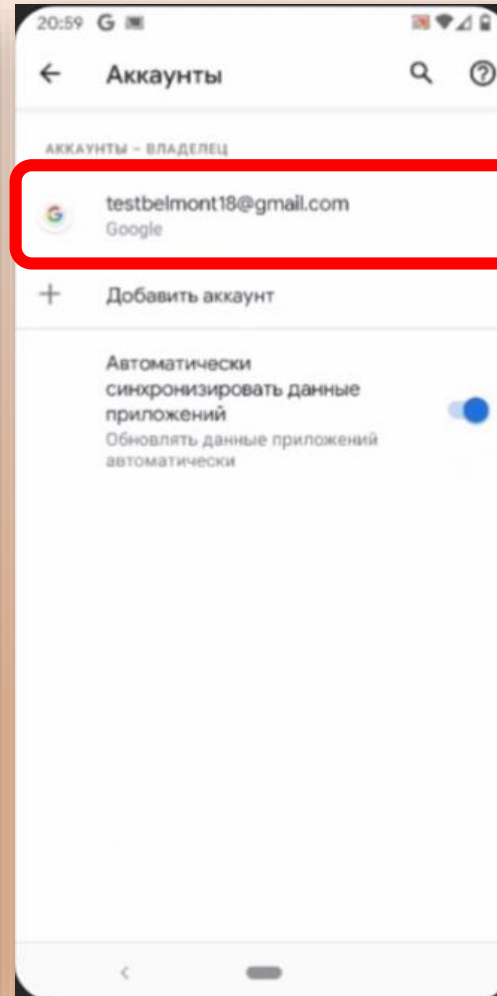 20:59 G
Аккаунты
АККАУНТЫ – ВЛАДЕЛЕЦ
testbelmont18@gmail.com
Google
Добавить аккаунт
Автоматически
синхронизировать данные
приложений
Обновлять данные приложений
автоматически